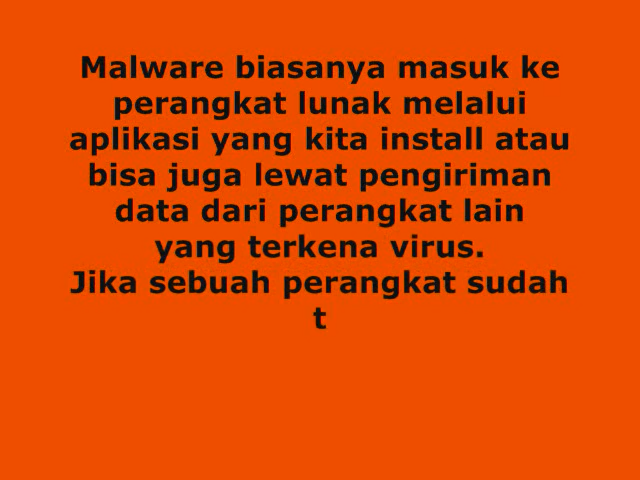 Malware biasanya masuk ke
perangkat lunak melalui
aplikasi yang kita install atau
bisa juga lewat pengiriman
data dari perangkat lain
yang terkena virus.
Jika sebuah perangkat sudah
t